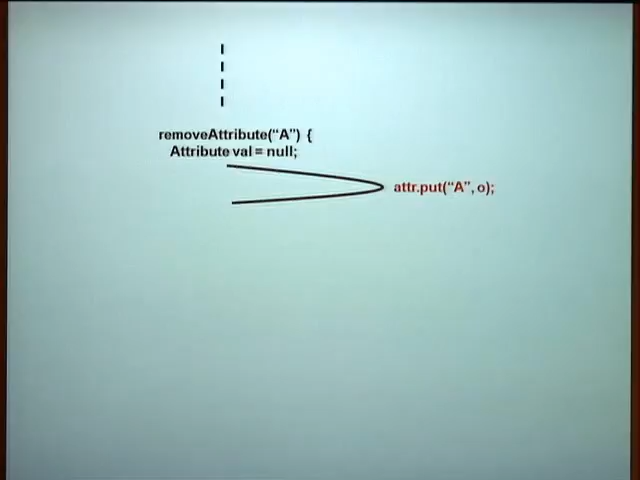 removeAttribute(“A”) {
Attribute val = null;
attr.put(“A”, o);